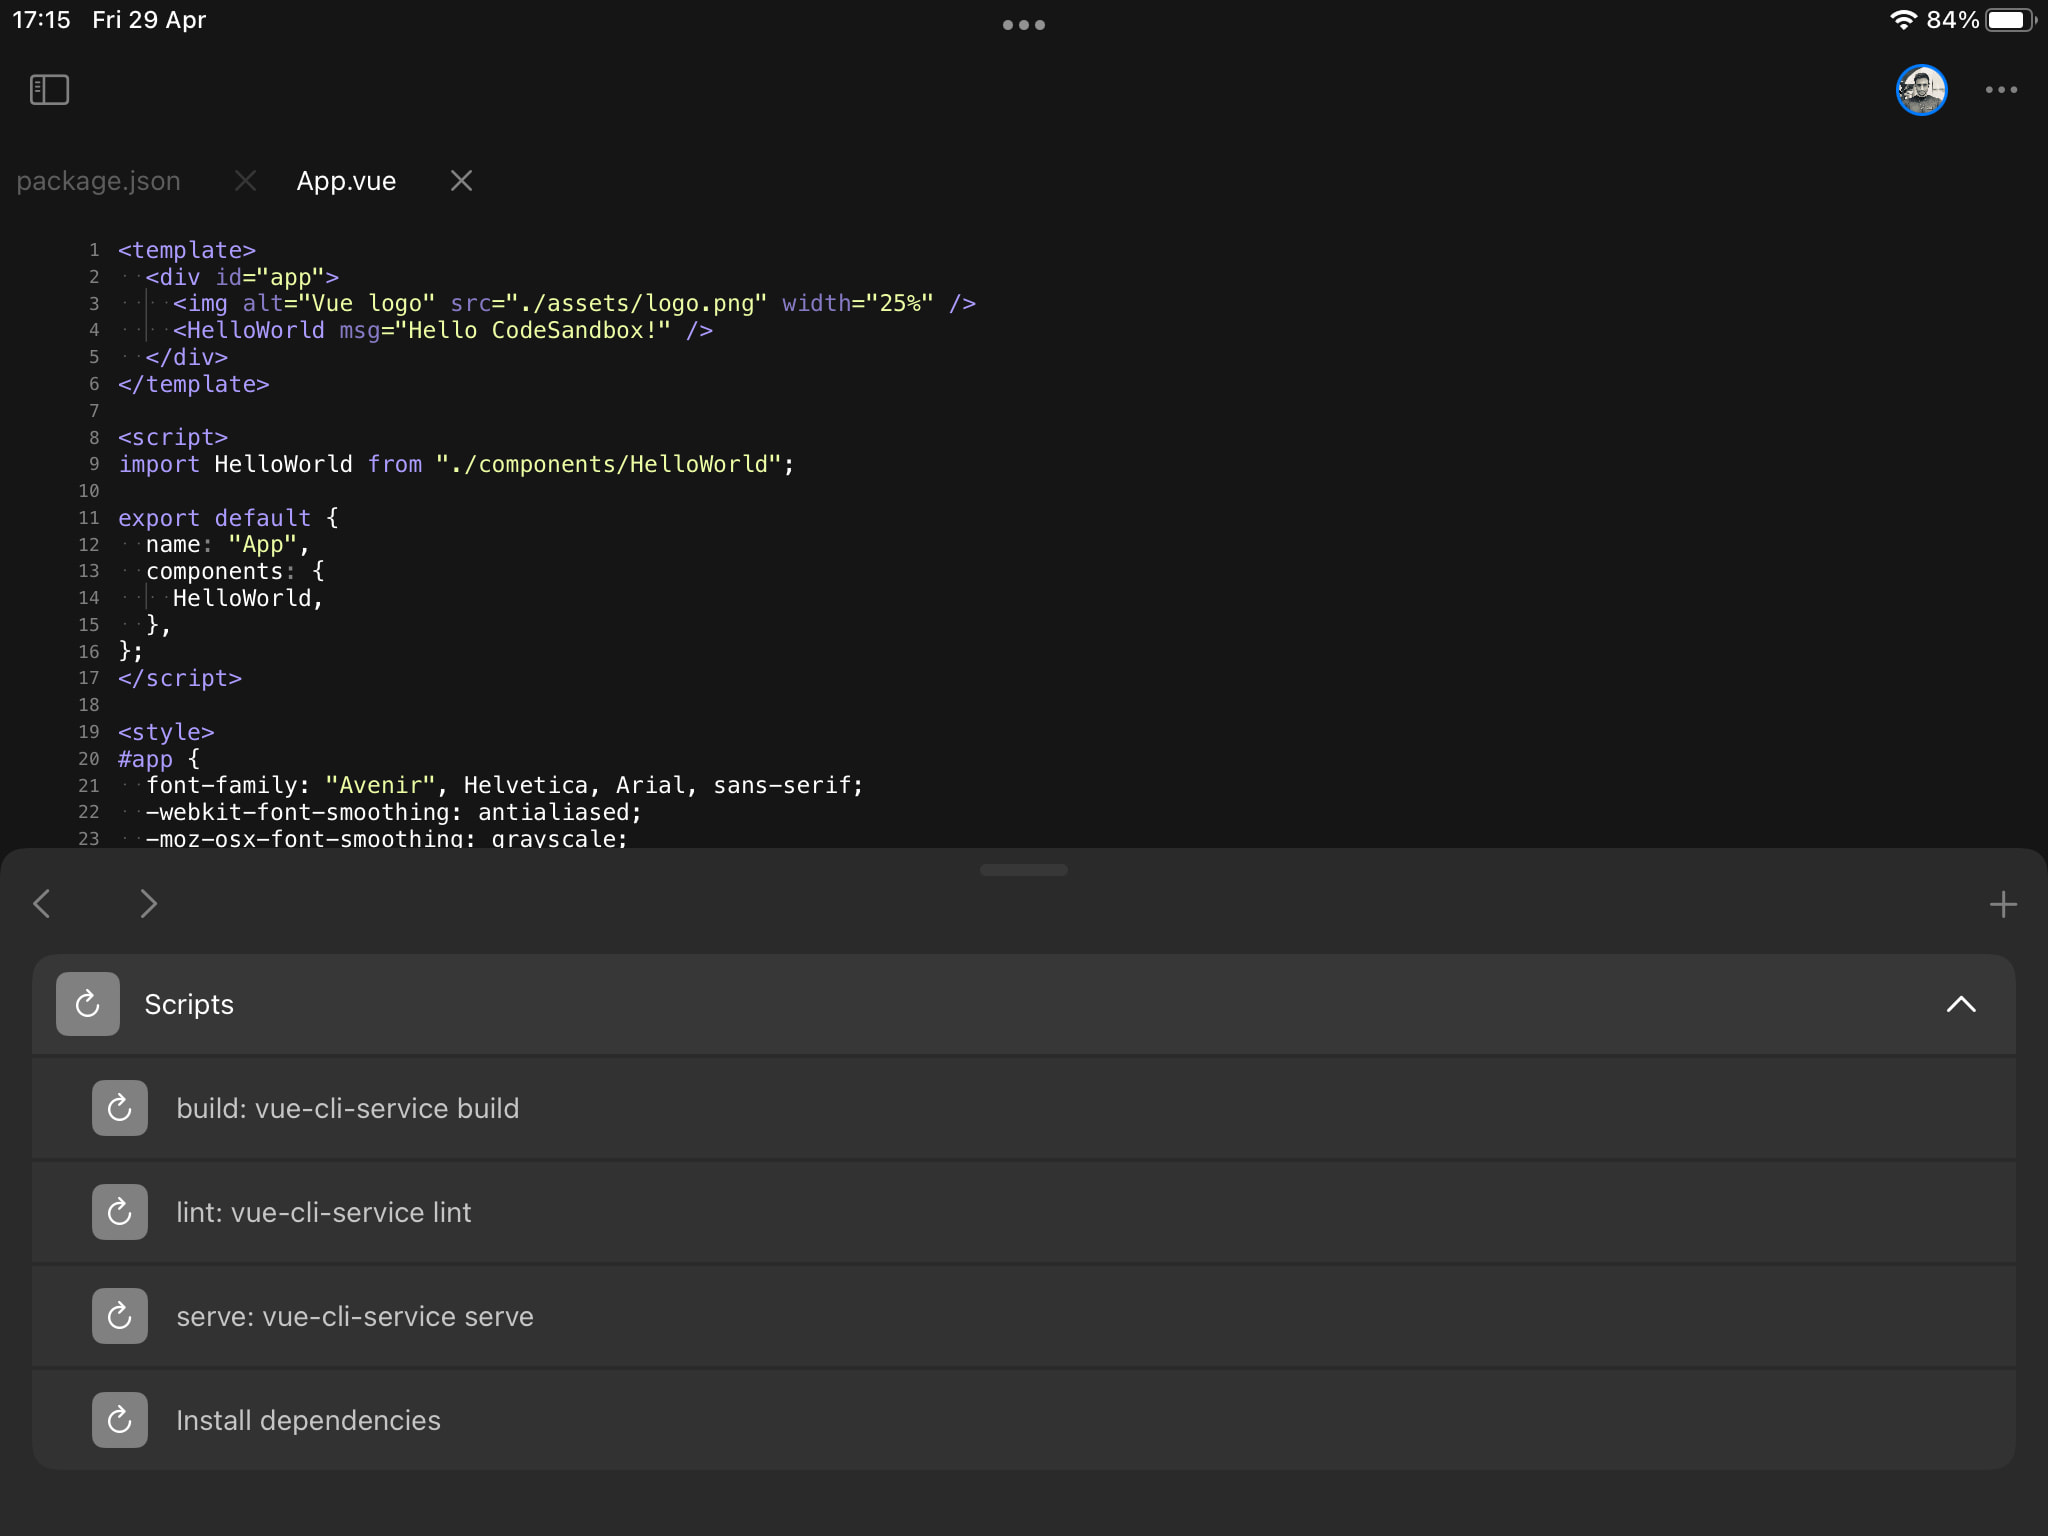 17:15 Fri 29 Apr
84%
package.json App.vue
1 <template>
2   <div id="app">
3     <img alt="Vue logo" src="./assets/logo.png" width="25%" />
4     <HelloWorld msg="Hello CodeSandbox!" />
5   </div>
6 </template>
7
8 <script>
9 import HelloWorld from "./components/HelloWorld";
10
11 export default {
12   name: "App",
13   components: {
14     HelloWorld,
15   },
16 };
17 </script>
18
19 <style>
20 #app {
21   font-family: "Avenir", Helvetica, Arial, sans-serif;
22   -webkit-font-smoothing: antialiased;
23   -moz-osx-font-smoothing: grayscale;
Scripts
build: vue-cli-service build
lint: vue-cli-service lint
serve: vue-cli-service serve
Install dependencies